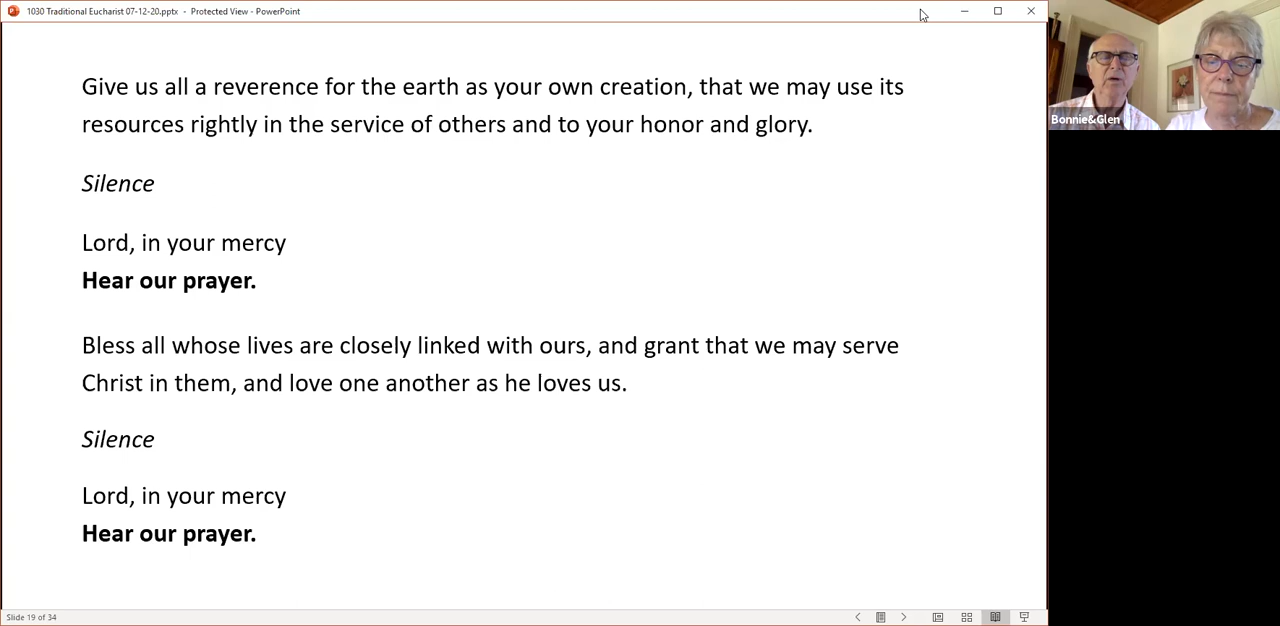 1030 Traditional Eucharist 07-12-20.pptx - Protected View - PowerPoint
Give us all a reverence for the earth as your own creation, that we may use its
resources rightly in the service of others and to your honor and glory.
Silence
Lord, in your mercy
Hear our prayer.
Bless all whose lives are closely linked with ours, and grant that we may serve
Christ in them, and love one another as he loves us.
Silence
Lord, in your mercy
Hear our prayer.
Slide 19 of 34
Bonnie&Glen